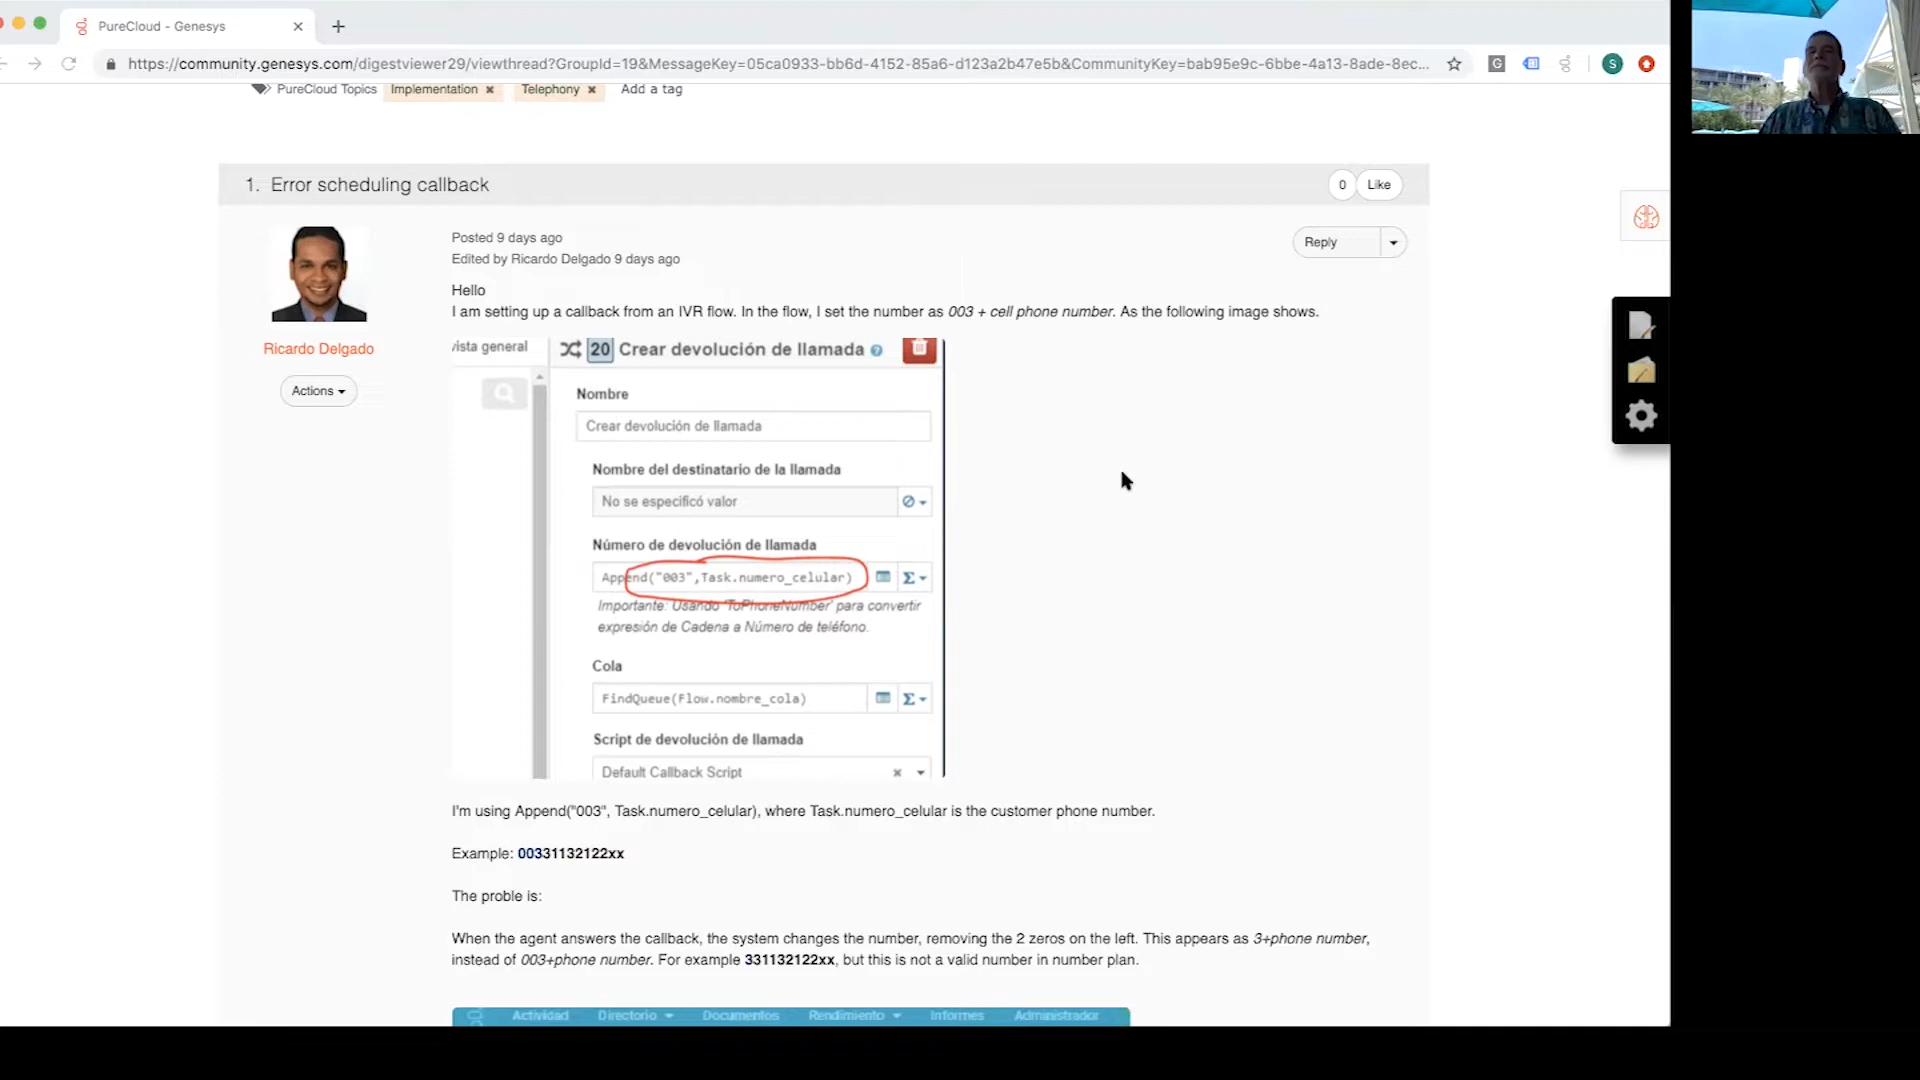 PureCloud - Genesys
https://community.genesys.com/digestviewer29/viewthread?GroupId=19&MessageKey=05ca0933-bb6d-4152-85a6-d123a2b47e5b&CommunityKey=bab95e9c-6bbe-4a13-8ade-8ec...
PureCloud Topics Implementation × Telephony × Add a tag
1. Error scheduling callback
0 Like
Posted 9 days ago
Reply
Edited by Ricardo Delgado 9 days ago
Hello
I am setting up a callback from an IVR flow. In the flow, I set the number as 003 + cell phone number. As the following image shows.
Ricardo Delgado
Actions
vista general
20 Crear devolución de llamada
Nombre
Crear devolución de llamada
Nombre del destinatario de la llamada
No se especificó valor
Número de devolución de llamada
Append("003",Task.numero_celular)
Importante: Usando 'ToPhoneNumber' para convertir
expresión de Cadena a Número de teléfono.
Cola
FindQueue(Flow.nombre_cola)
Script de devolución de llamada
Default Callback Script
I'm using Append("003", Task.numero_celular), where Task.numero_celular is the customer phone number.
Example: 00331132122xx
The proble is:
When the agent answers the callback, the system changes the number, removing the 2 zeros on the left. This appears as 3+phone number,
instead of 003+phone number. For example 331132122xx, but this is not a valid number in number plan.
Actividad Directorio Documentos Rendimiento Informes Administrador
S
G